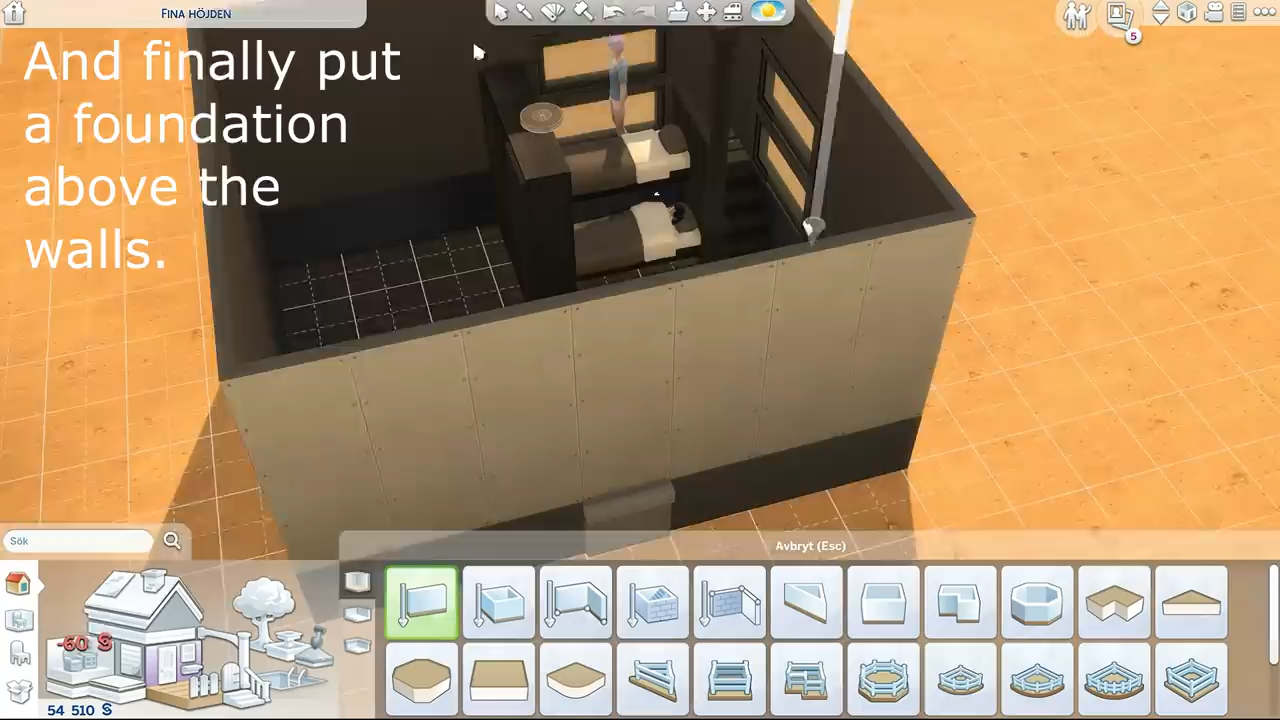 FINA HÖJDEN
5
And finally put
a foundation
above the
walls.
Sök
Avbryt (Esc)
-60 §
54 510 §